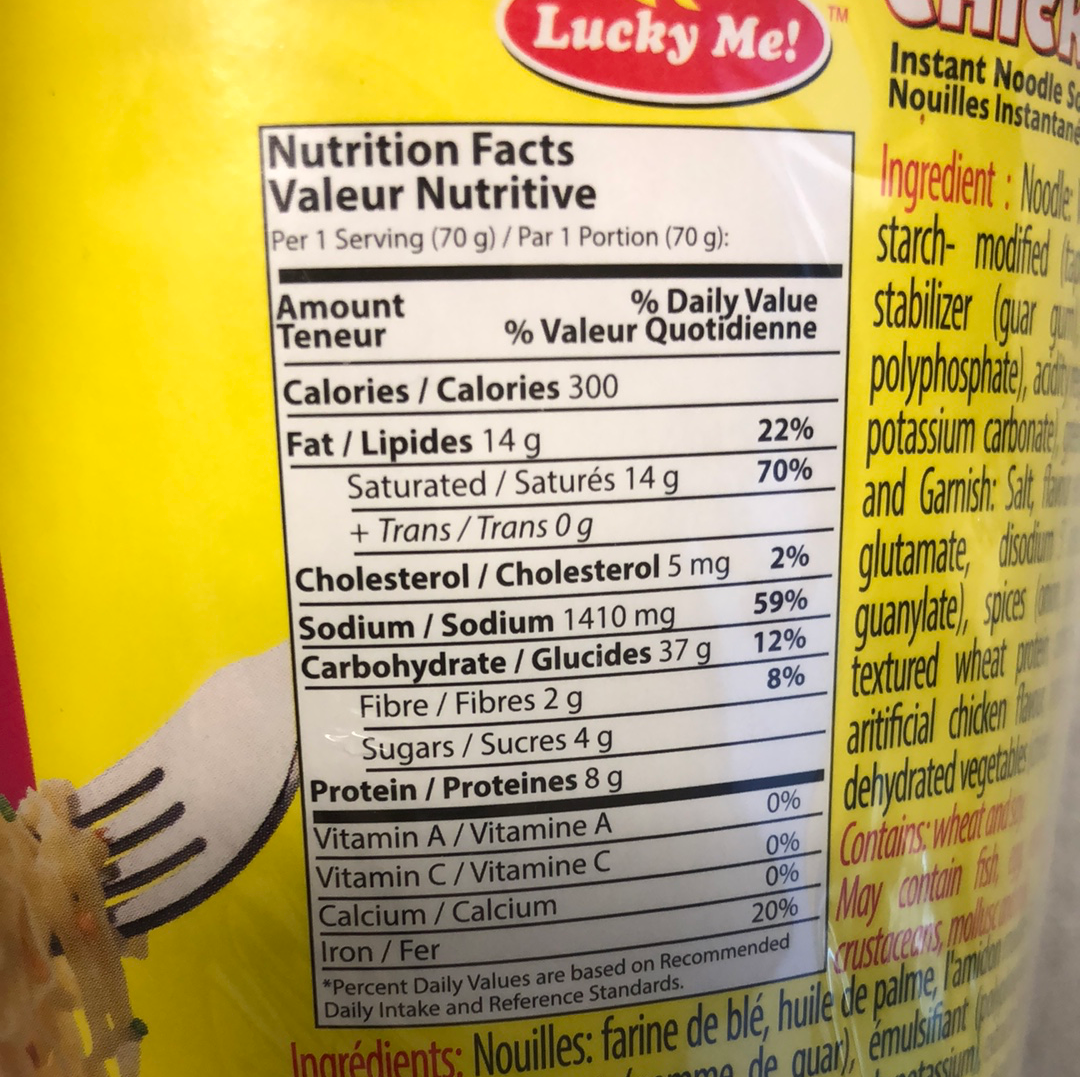 Lucky Me!
TM
Instant Noodle
Nouilles
Nutrition Facts
Valeur Nutritive
Per 1 Serving (70 g) / Par 1 Portion (70 g):
Amount % Daily Value
Teneur % Valeur Quotidienne
Calories / Calories 300
Fat / Lipides 14 g 22%
Saturated / Saturés 14 g 70%
+ Trans / Trans 0 g
Cholesterol / Cholesterol 5 mg 2%
Sodium / Sodium 1410 mg 59%
Carbohydrate / Glucides 37 g 12%
Fibre / Fibres 2 g 8%
Sugars / Sucres 4 g
Protein / Proteines 8 g
Vitamin A / Vitamine A 0%
Vitamin C / Vitamine C 0%
Calcium / Calcium 0%
Iron / Fer 20%
*Percent Daily Values are based on Recommended
Daily Intake and Reference Standards.
Ingredient : Noodle:
starch- modified
stabilizer (guar
polyphosphate),
potassium carbonate
and Garnish: Salt,
glutamate, disodium
guanylate), spices
textured wheat
aritificial chicken
dehydrated vegetables
Contains: wheat and
May contain fish,
crustaceans,
Ingrédients: Nouilles: farine de blé, huile de palme,
de guar), émulsifiant